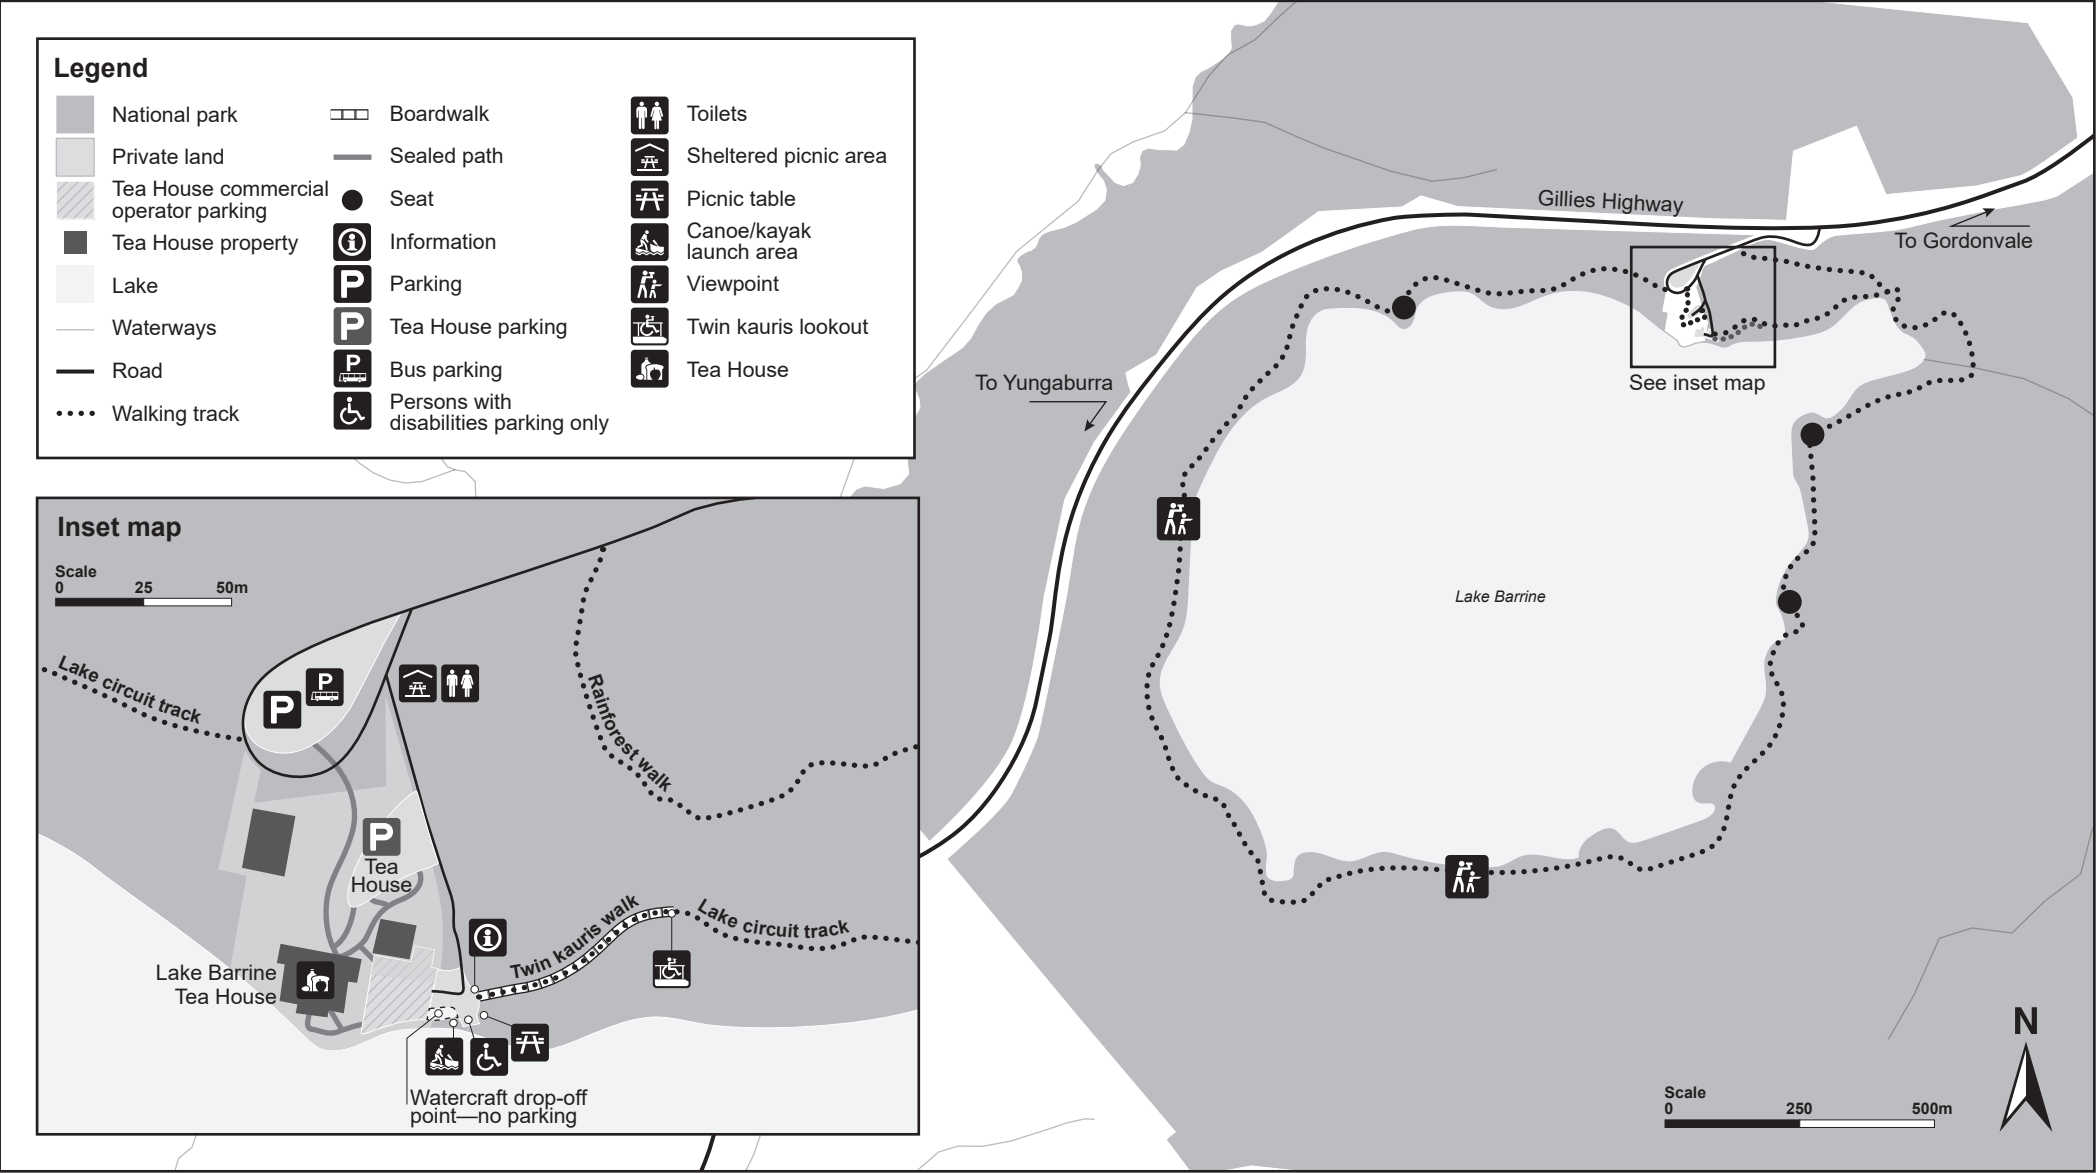 Legend
National park
Private land
Tea House commercial
operator parking
Tea House property
Lake
Waterways
Road
Walking track
Boardwalk
Sealed path
Seat
Information
P
Parking
P
Tea House parking
P
Bus parking
Persons with
disabilities parking only
Toilets
Sheltered picnic area
Picnic table
Canoe/kayak
launch area
Viewpoint
Twin kauris lookout
Tea House
Inset map
Scale
0 25 50m
Lake circuit track
P
P
Rainforest walk
P
Tea
House
Twin kauris walk
Lake circuit track
Lake Barrine
Tea House
Watercraft drop-off
point—no parking
Gillies Highway
To Gordonvale
To Yungaburra
See inset map
Lake Barrine
N
Scale
0 250 500m